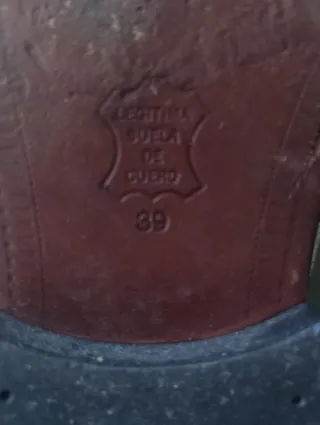 LEGITIMA
SUELA
DE
CUERO
39